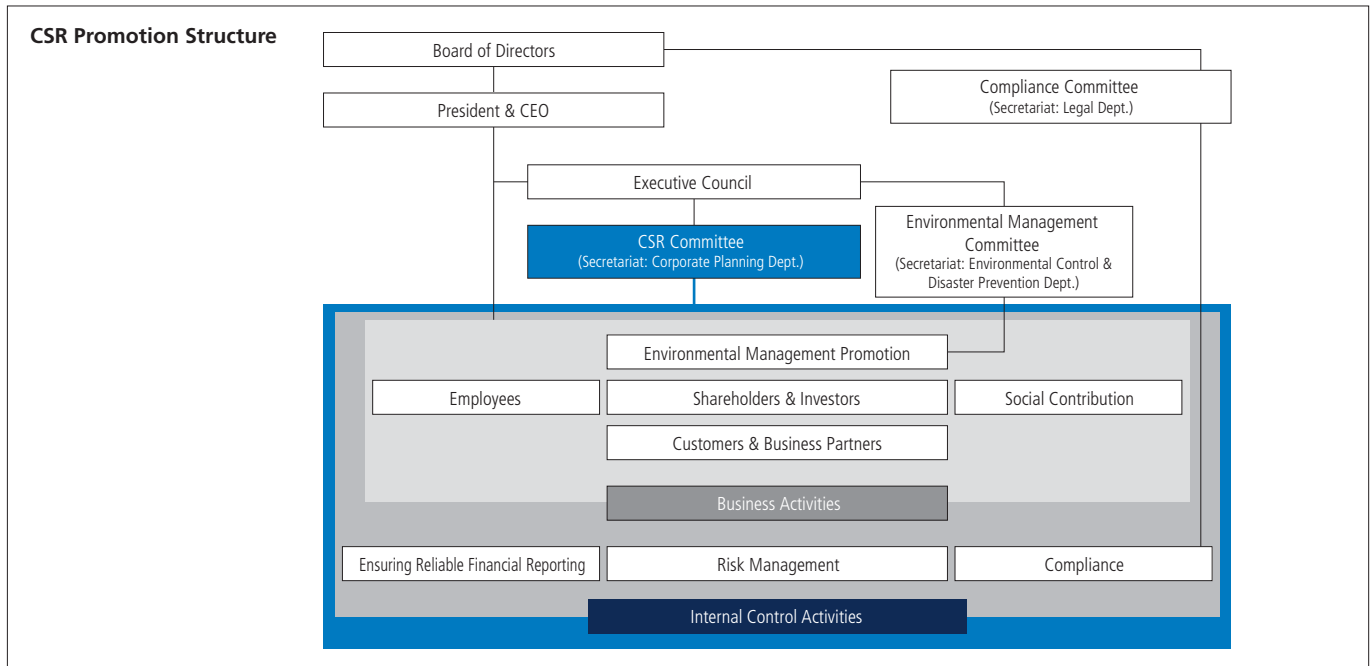 CSR Promotion Structure
Board of Directors
Compliance Committee
(Secretariat: Legal Dept.)
President & CEO
Executive Council
CSR Committee
(Secretariat: Corporate Planning Dept.)
Environmental Management
Committee
(Secretariat: Environmental Control &
Disaster Prevention Dept.)
Environmental Management Promotion
Employees
Shareholders & Investors
Social Contribution
Customers & Business Partners
Business Activities
Ensuring Reliable Financial Reporting
Risk Management
Compliance
Internal Control Activities